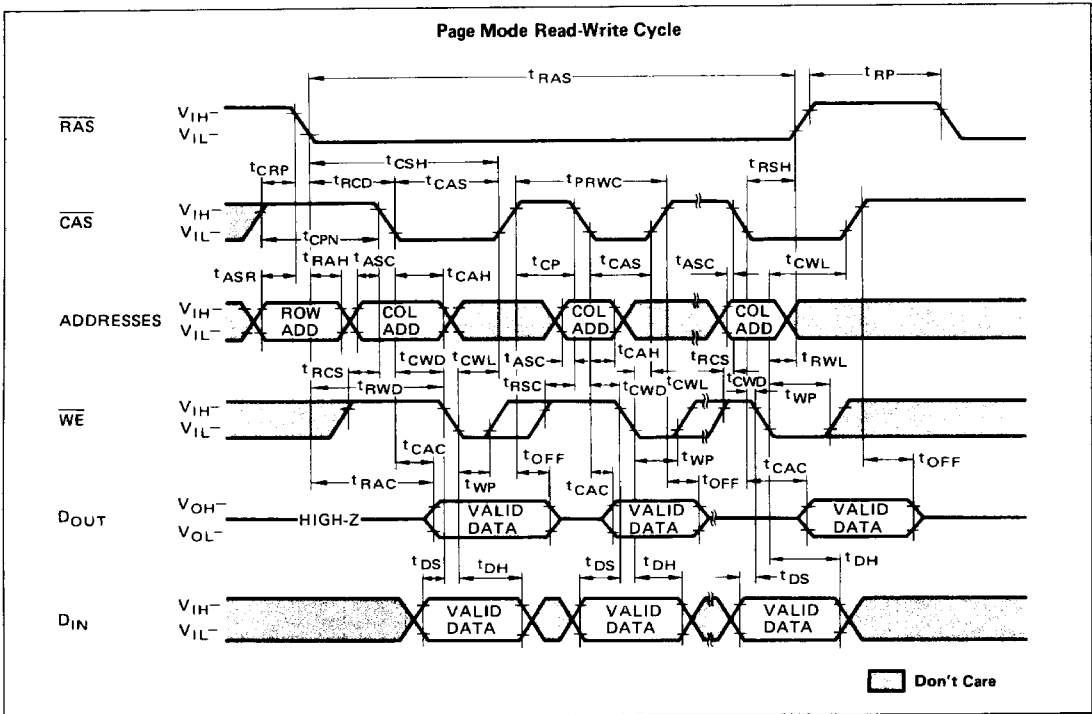 Page Mode Read-Write Cycle
tRAS
tRP
RAS
VIH–
VIL–
tCRP
tCSH
tRCD
tCAS
tPRWC
tRSH
CAS
VIH–
VIL–
tCPN
tASR
tRAH
tASC
tCAH
tCP
tCAS
tASC
tCWL
ADDRESSES
VIH–
VIL–
ROW ADD
COL ADD
COL ADD
COL ADD
tRCS
tCWD
tCWL
tASC
tCAH
tRCS
tRWL
tRWD
tRSC
tCWD
tCWL
tCWD
tWP
WE
VIH–
VIL–
tCAC
tOFF
tWP
tCAC
tOFF
tRAC
tWP
tCAC
tOFF
DOUT
VOH–
VOL–
HIGH-Z
VALID DATA
VALID DATA
VALID DATA
tDS
tDH
tDS
tDH
tDS
tDH
DIN
VIH–
VIL–
VALID DATA
VALID DATA
VALID DATA
Don't Care